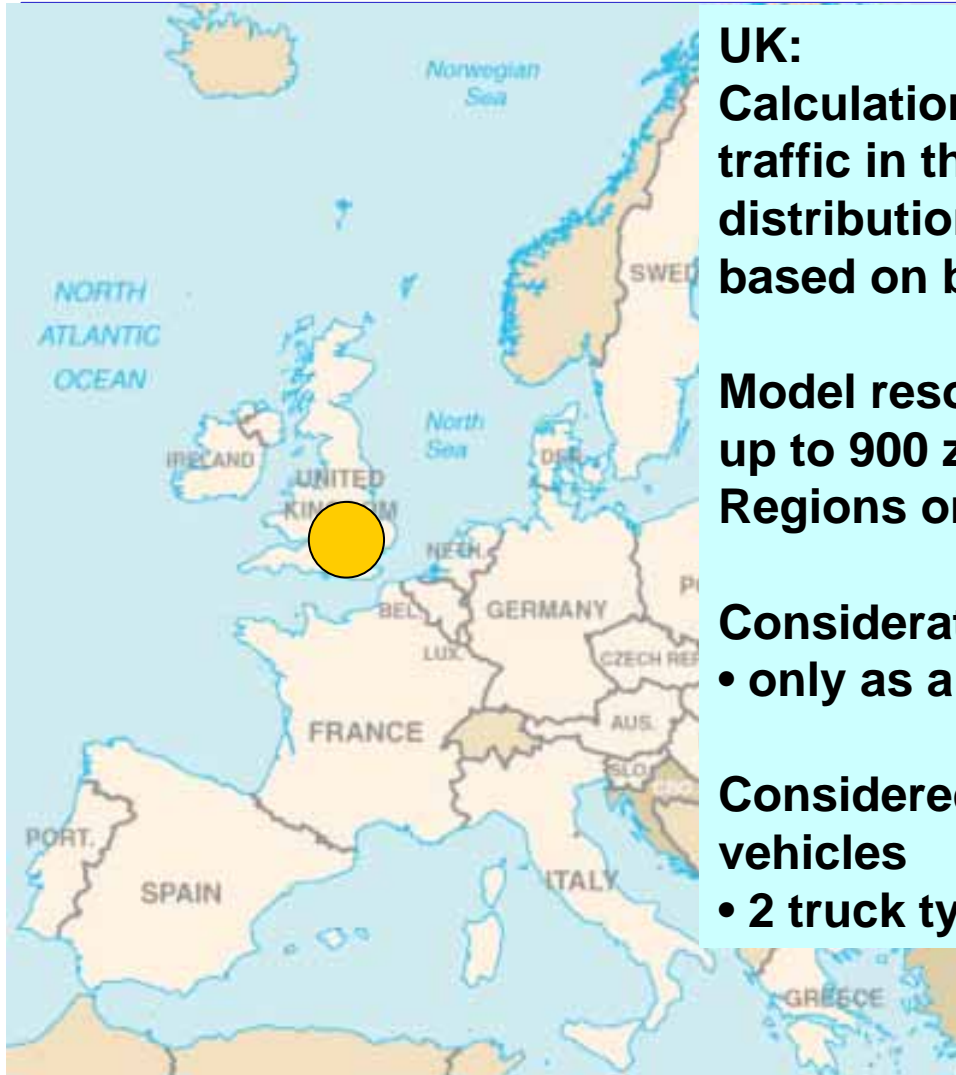 UK:
Calculation
traffic in th
distribution
based on b
Model reso
up to 900 z
Regions or
Considerat
• only as a
Considered
vehicles
• 2 truck ty
Norwegian
Sea
SWED
NORTH
ATLANTIC
OCEAN
North
Sea
DEN.
IRELAND
UNITED
KINGDOM
NETH.
BEL.
GERMANY
LUX.
CZECH REP
FRANCE
AUS.
SLO.
PORT.
SPAIN
ITALY
GREECE